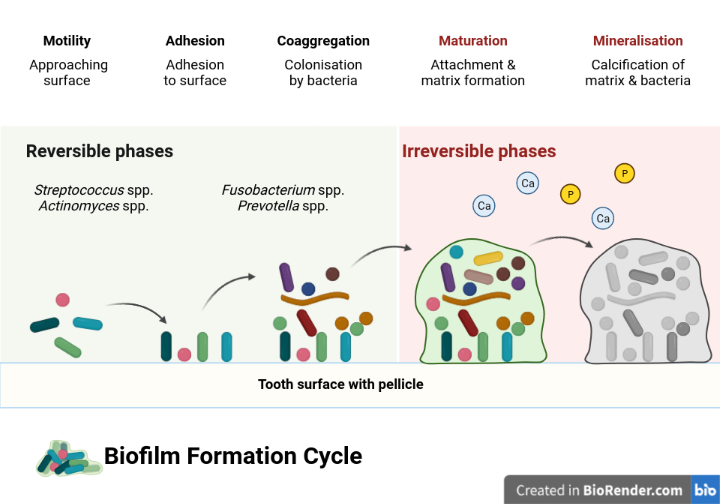 Motility
Approaching
surface
Adhesion
Adhesion
to surface
Coaggregation
Colonisation
by bacteria
Maturation
Attachment &
matrix formation
Mineralisation
Calcification of
matrix & bacteria
Reversible phases
Irreversible phases
Streptococcus spp.
Actinomyces spp.
Fusobacterium spp.
Prevotella spp.
Ca
Ca
P
P
Ca
Tooth surface with pellicle
Biofilm Formation Cycle
Created in BioRender.com bio